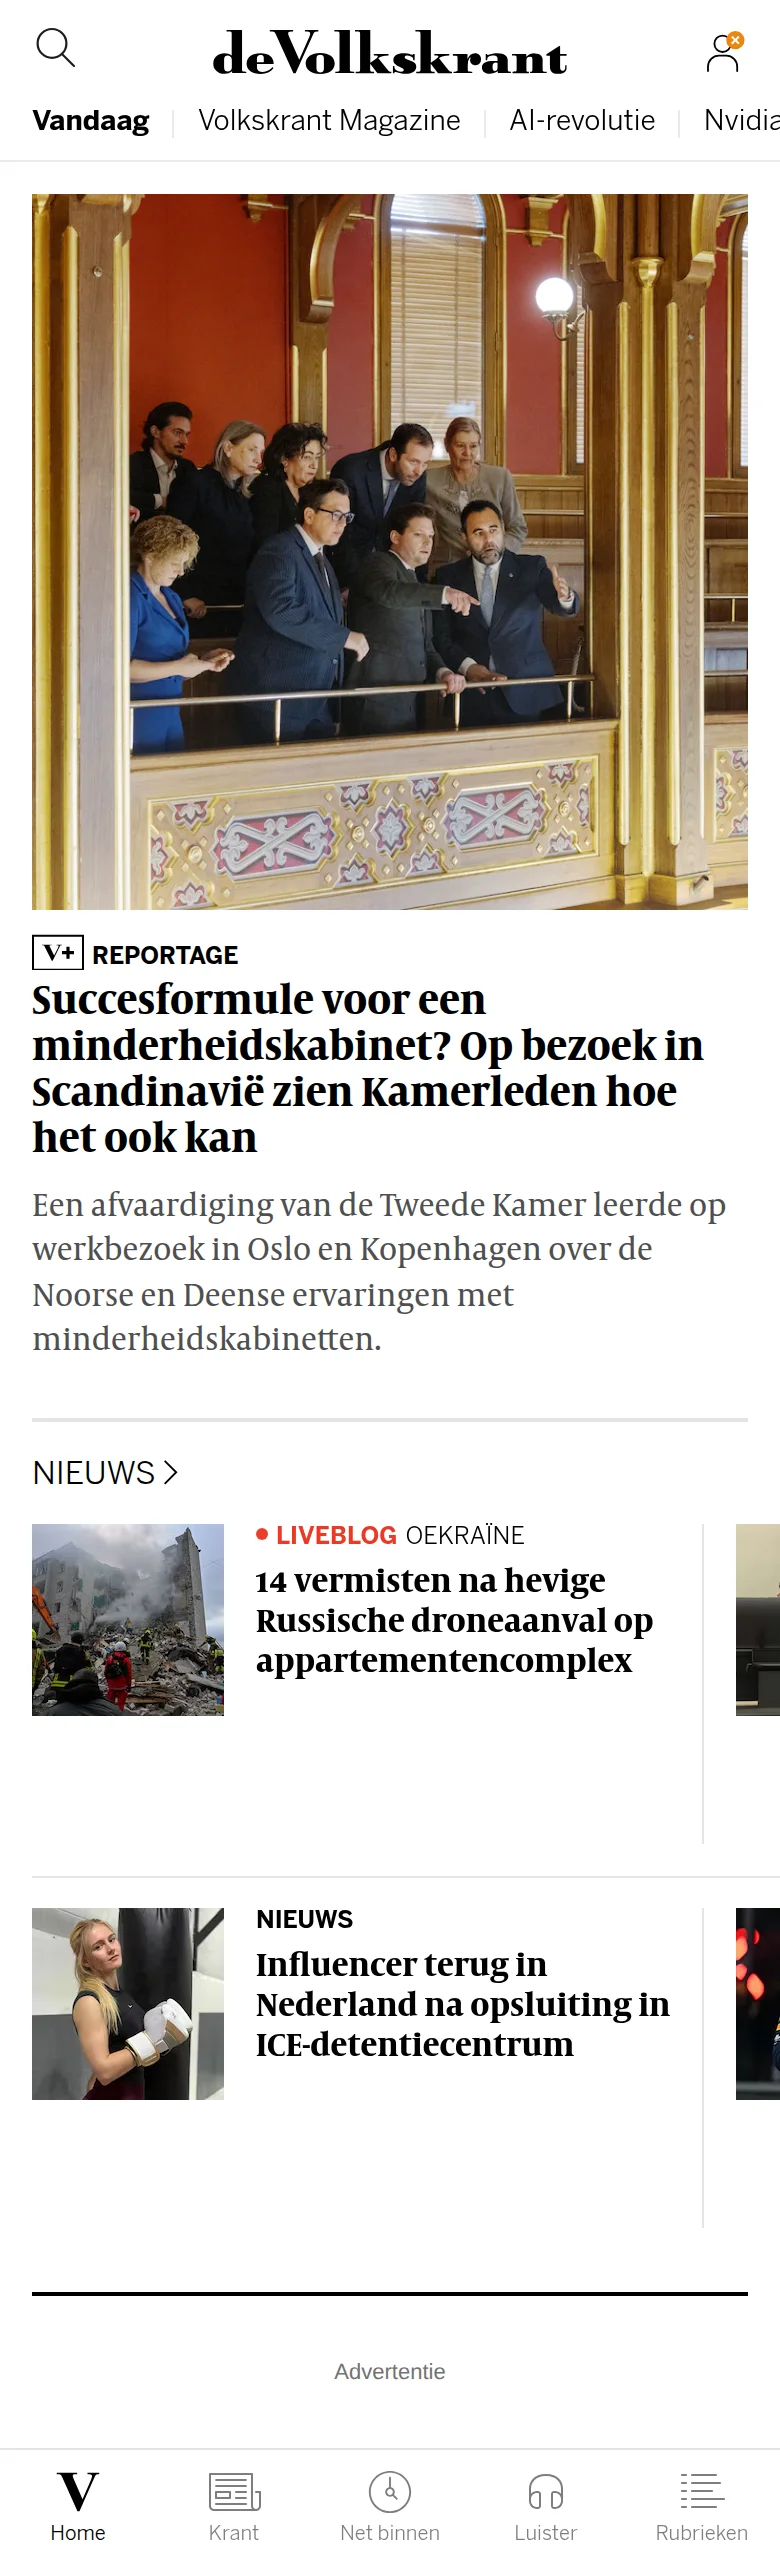 deVolkskrant
Vandaag
Volkskrant Magazine
AI-revolutie
Nvidia
V+ REPORTAGE
Succesformule voor een
minderheidskabinet? Op bezoek in
Scandinavië zien Kamerleden hoe
het ook kan
Een afvaardiging van de Tweede Kamer leerde op
werkbezoek in Oslo en Kopenhagen over de
Noorse en Deense ervaringen met
minderheidskabinetten.
NIEUWS
LIVEBLOG OEKRAÏNE
14 vermisten na hevige
Russische droneaanval op
appartementencomplex
NIEUWS
Influencer terug in
Nederland na opsluiting in
ICE-detentiecentrum
Advertentie
V
Home
Krant
Net binnen
Luister
Rubrieken